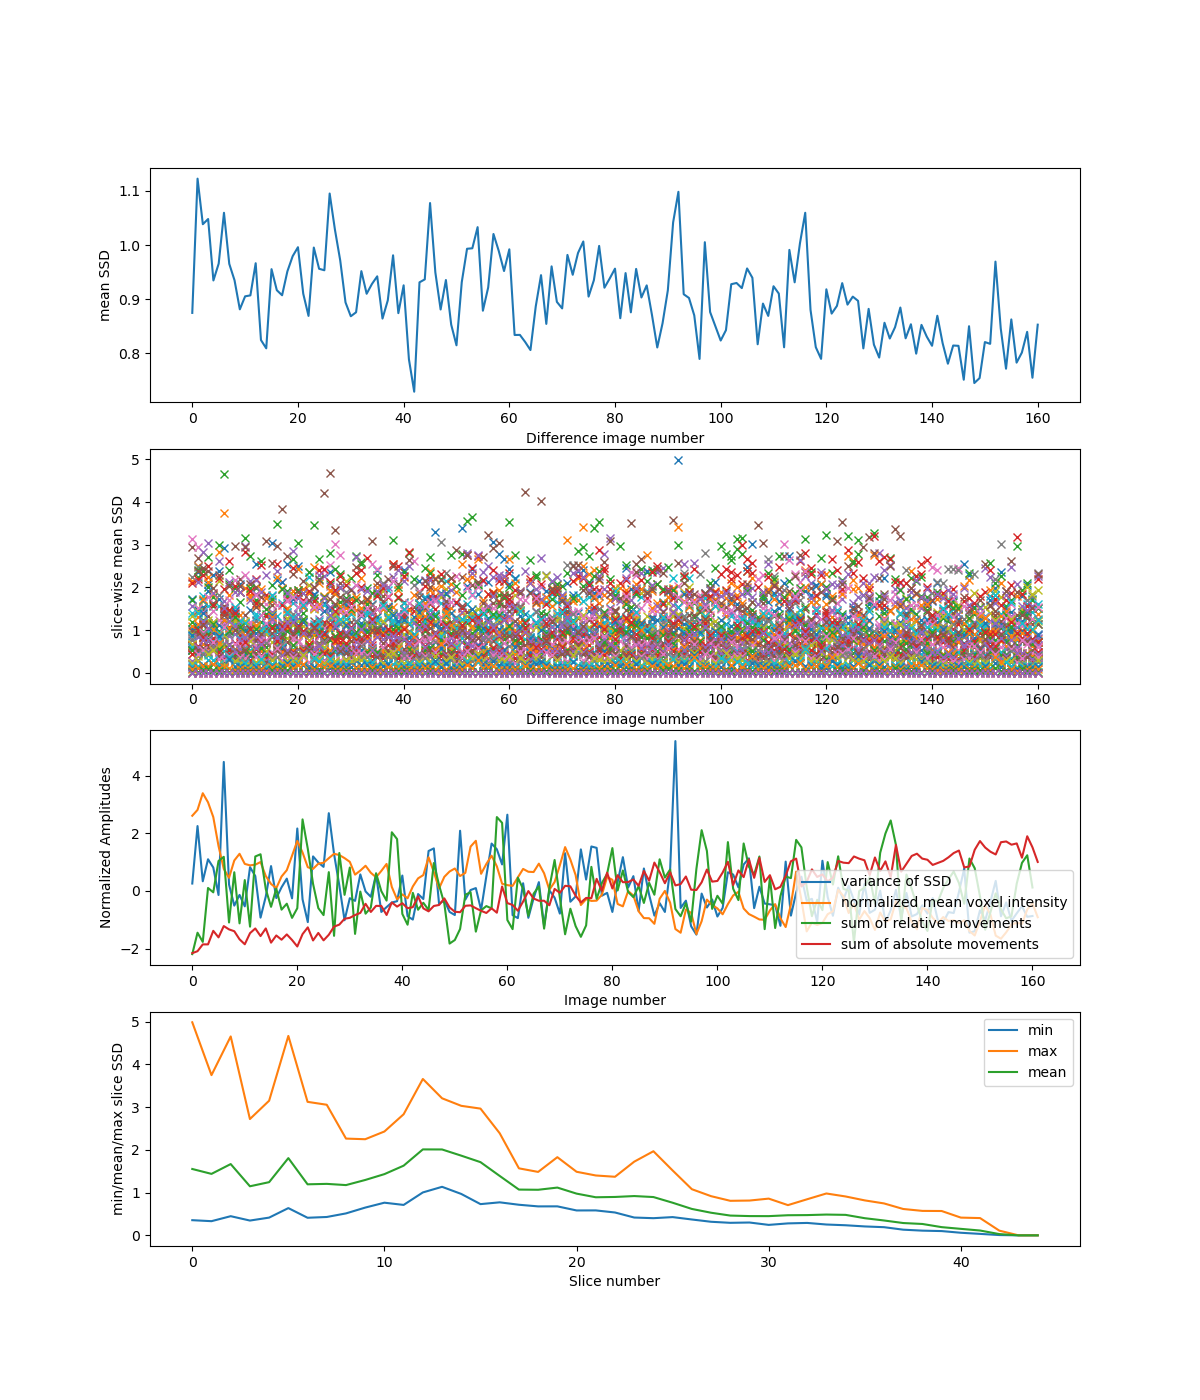 mean SSD
1.1
1.0
0.9
0.8
0 20 40 60 80 100 120 140 160
Difference image number
slice-wise mean SSD
5
4
3
2
1
0
0 20 40 60 80 100 120 140 160
Difference image number
Normalized Amplitudes
4
2
0
−2
variance of SSD
normalized mean voxel intensity
sum of relative movements
sum of absolute movements
0 20 40 60 80 100 120 140 160
Image number
min/mean/max slice SSD
5
4
3
2
1
0
min
max
mean
0 10 20 30 40
Slice number